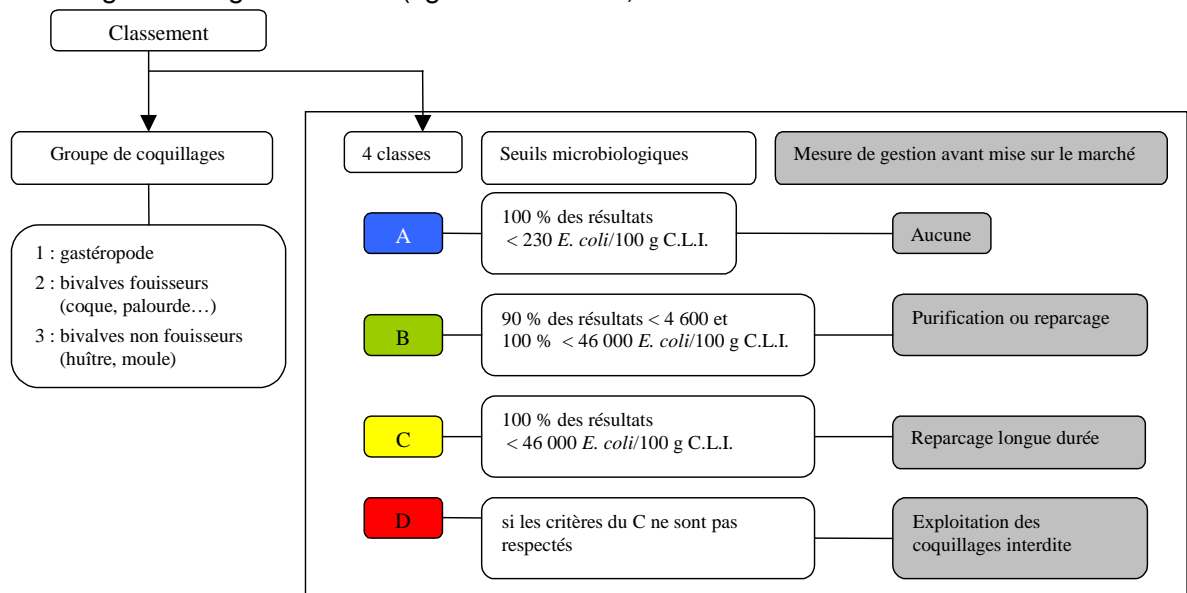 Classement
Groupe de coquillages
1 : gastéropode
2 : bivalves fouisseurs
(coque, palourde…)
3 : bivalves non fouisseurs
(huître, moule)
4 classes
Seuils microbiologiques
Mesure de gestion avant mise sur le marché
A
100 % des résultats
< 230 E. coli/100 g C.L.I.
Aucune
B
90 % des résultats < 4 600 et
100 % < 46 000 E. coli/100 g C.L.I.
Purification ou reparcage
C
100 % des résultats
< 46 000 E. coli/100 g C.L.I.
Reparcage longue durée
D
si les critères du C ne sont pas
respectés
Exploitation des
coquillages interdite